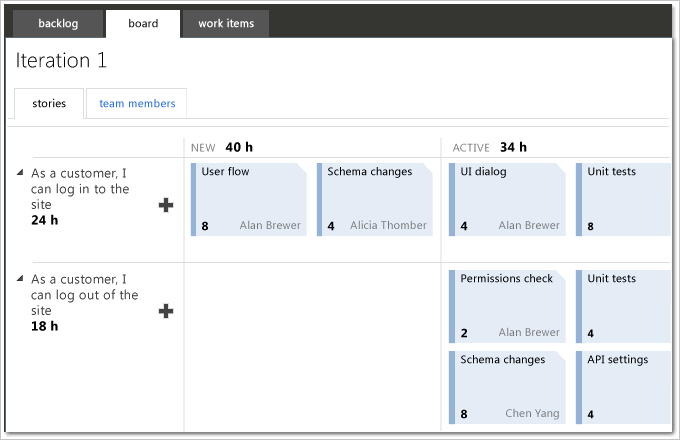 backlog
board
work items
Iteration 1
stories
team members
NEW 40 h
ACTIVE 34 h
As a customer, I
can log in to the
site
24 h
User flow
8 Alan Brewer
Schema changes
4 Alicia Thomber
UI dialog
4 Alan Brewer
Unit tests
8
As a customer, I
can log out of the
site
18 h
Permissions check
2 Alan Brewer
Unit tests
4
Schema changes
8 Chen Yang
API settings
4